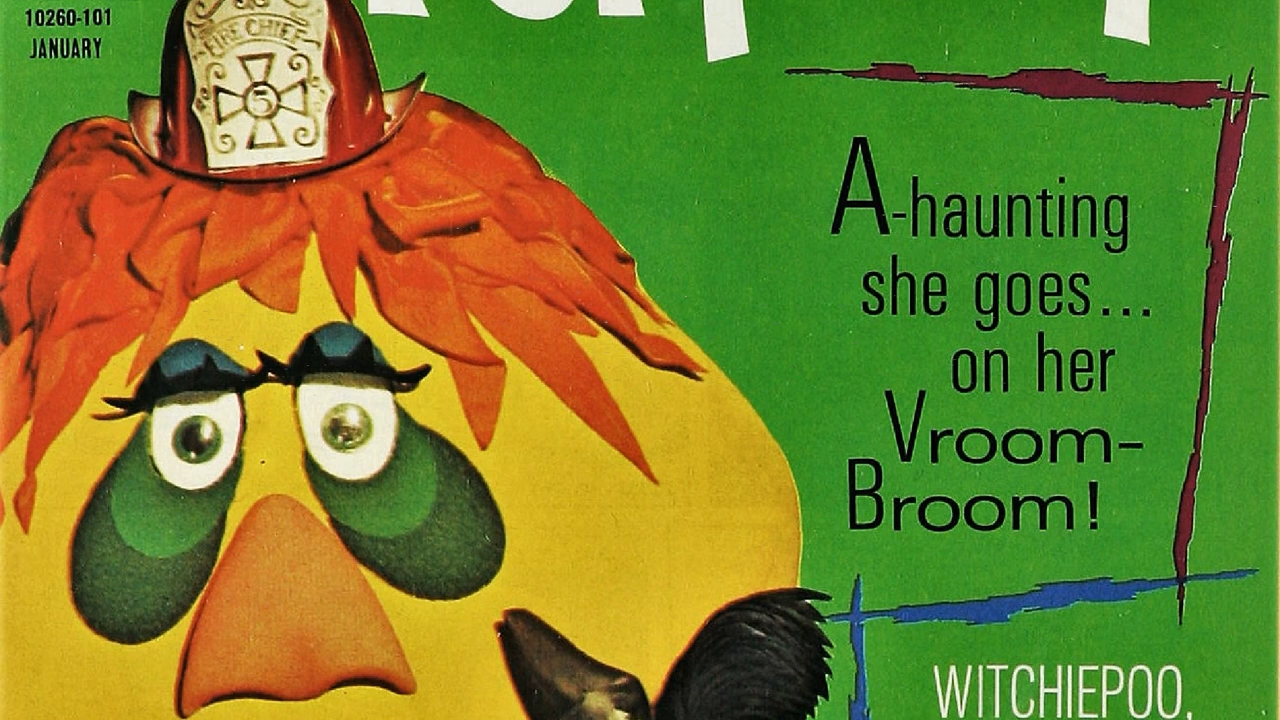 10260-101
JANUARY
FIRE CHIEF
5
A-haunting
she goes...
on her
Vroom-
Broom!
WITCHIEPOO,